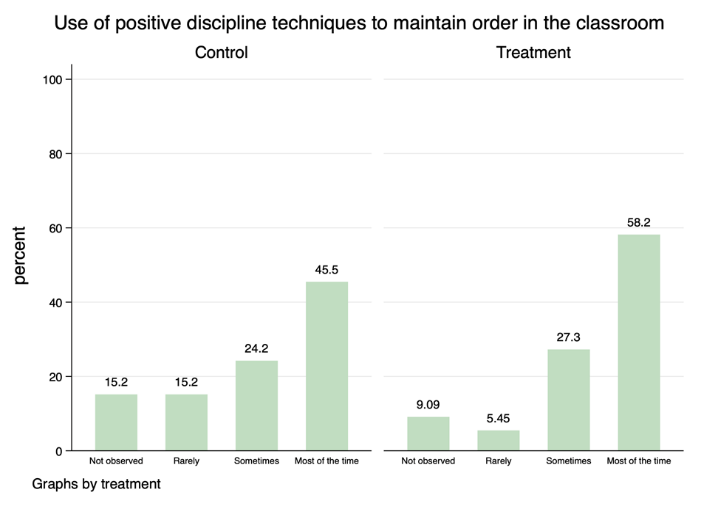 Use of positive discipline techniques to maintain order in the classroom
Control
Treatment
percent
100
80
60
40
20
0
15.2
15.2
24.2
45.5
9.09
5.45
27.3
58.2
Not observed
Rarely
Sometimes
Most of the time
Not observed
Rarely
Sometimes
Most of the time
Graphs by treatment